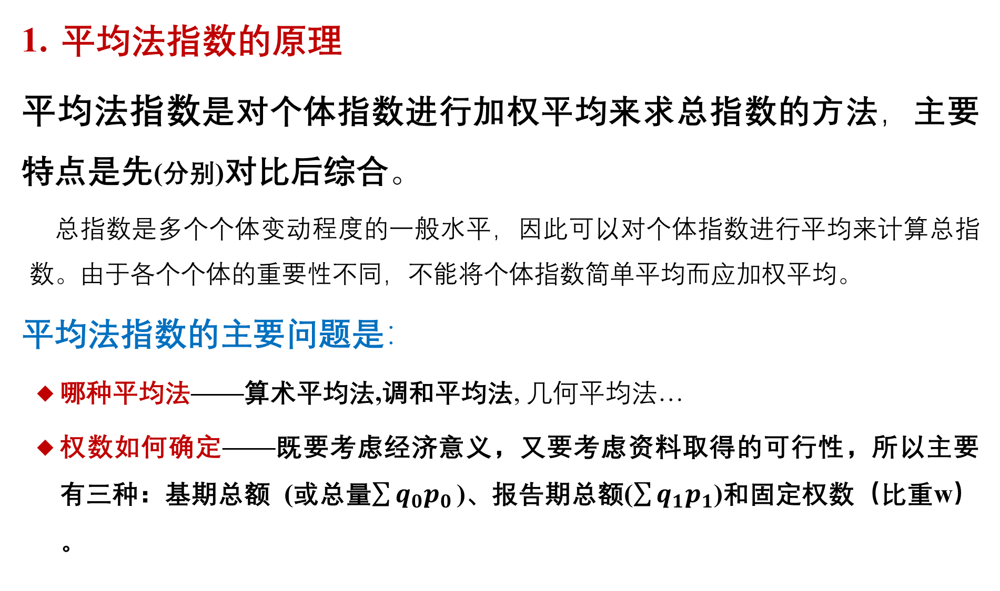 1. 平均法指数的原理
平均法指数是对个体指数进行加权平均来求总指数的方法，主要
特点是先(分别)对比后综合。
总指数是多个个体变动程度的一般水平，因此可以对个体指数进行平均来计算总指
数。由于各个个体的重要性不同，不能将个体指数简单平均而应加权平均。
平均法指数的主要问题是：
◆ 哪种平均法——算术平均法,调和平均法, 几何平均法…
◆ 权数如何确定——既要考虑经济意义，又要考虑资料取得的可行性，所以主要
有三种：基期总额 (或总量∑ q₀p₀ )、报告期总额(∑ q₁p₁)和固定权数（比重w）
。